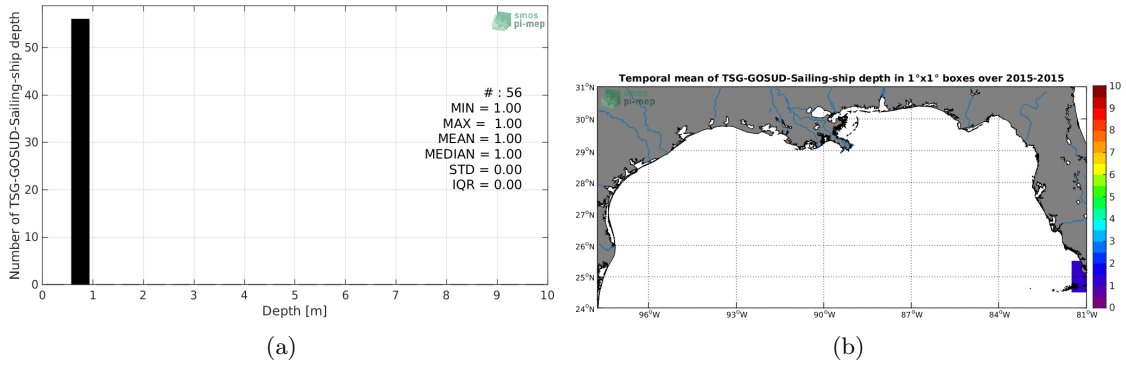 smos
pi-mep
Number of TSG-GOSUD-Sailing-ship depth
50
40
30
20
10
0
# : 56
MIN = 1.00
MAX = 1.00
MEAN = 1.00
MEDIAN = 1.00
STD = 0.00
IQR = 0.00
0 1 2 3 4 5 6 7 8 9 10
Depth [m]
(a)
Temporal mean of TSG-GOSUD-Sailing-ship depth in 1°x1° boxes over 2015-2015
smos
pi-mep
31°N
30°N
29°N
28°N
27°N
26°N
25°N
24°N
96°W 93°W 90°W 87°W 84°W 81°W
10
9
8
7
6
5
4
3
2
1
0
(b)